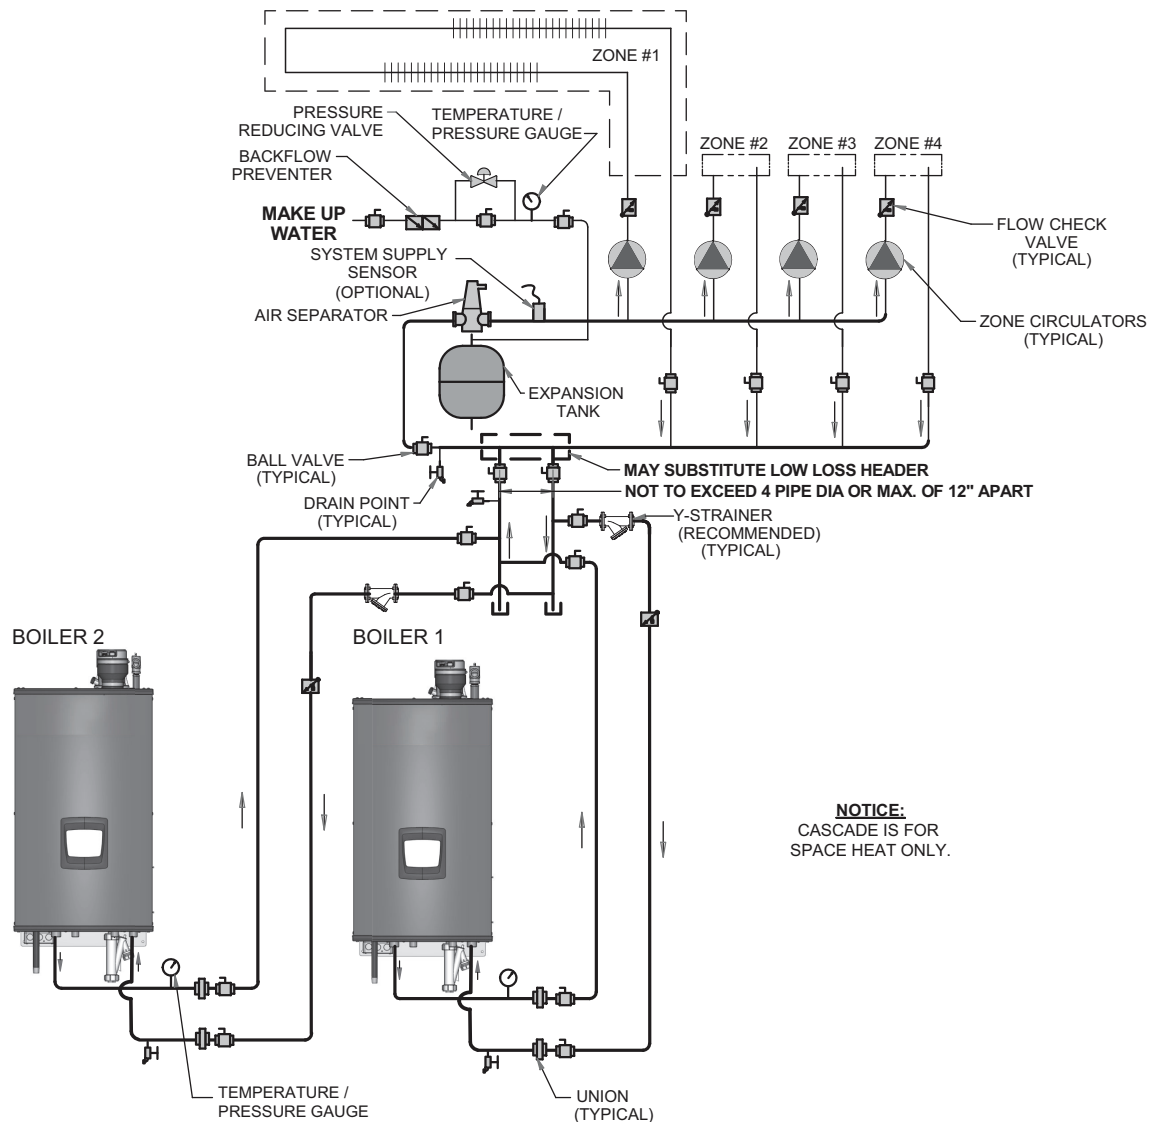 ZONE #1
PRESSURE
REDUCING VALVE
TEMPERATURE /
PRESSURE GAUGE
BACKFLOW
PREVENTER
ZONE #2
ZONE #3
ZONE #4
MAKE UP
WATER
FLOW CHECK
VALVE
(TYPICAL)
SYSTEM SUPPLY
SENSOR
(OPTIONAL)
AIR SEPARATOR
ZONE CIRCULATORS
(TYPICAL)
EXPANSION
TANK
BALL VALVE
(TYPICAL)
MAY SUBSTITUTE LOW LOSS HEADER
NOT TO EXCEED 4 PIPE DIA OR MAX. OF 12" APART
DRAIN POINT
(TYPICAL)
Y-STRAINER
(RECOMMENDED)
(TYPICAL)
BOILER 2
BOILER 1
NOTICE:
CASCADE IS FOR
SPACE HEAT ONLY.
TEMPERATURE /
PRESSURE GAUGE
UNION
(TYPICAL)